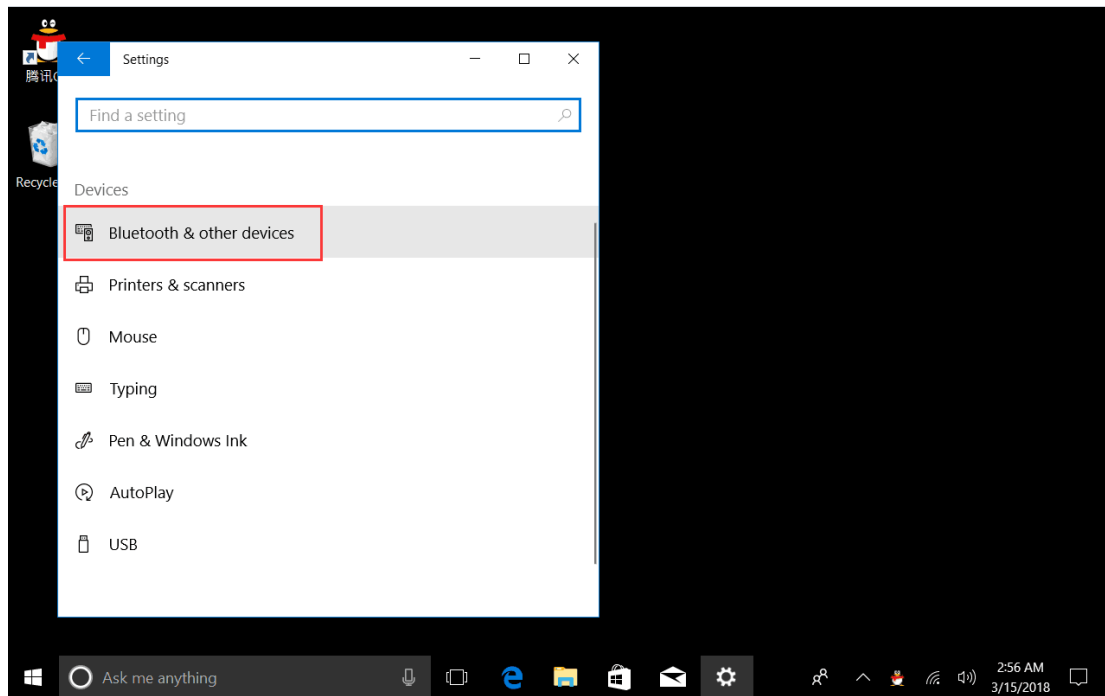 腾讯
Recycle
Settings
Find a setting
Devices
Bluetooth & other devices
Printers & scanners
Mouse
Typing
Pen & Windows Ink
AutoPlay
USB
Ask me anything
2:56 AM
3/15/2018